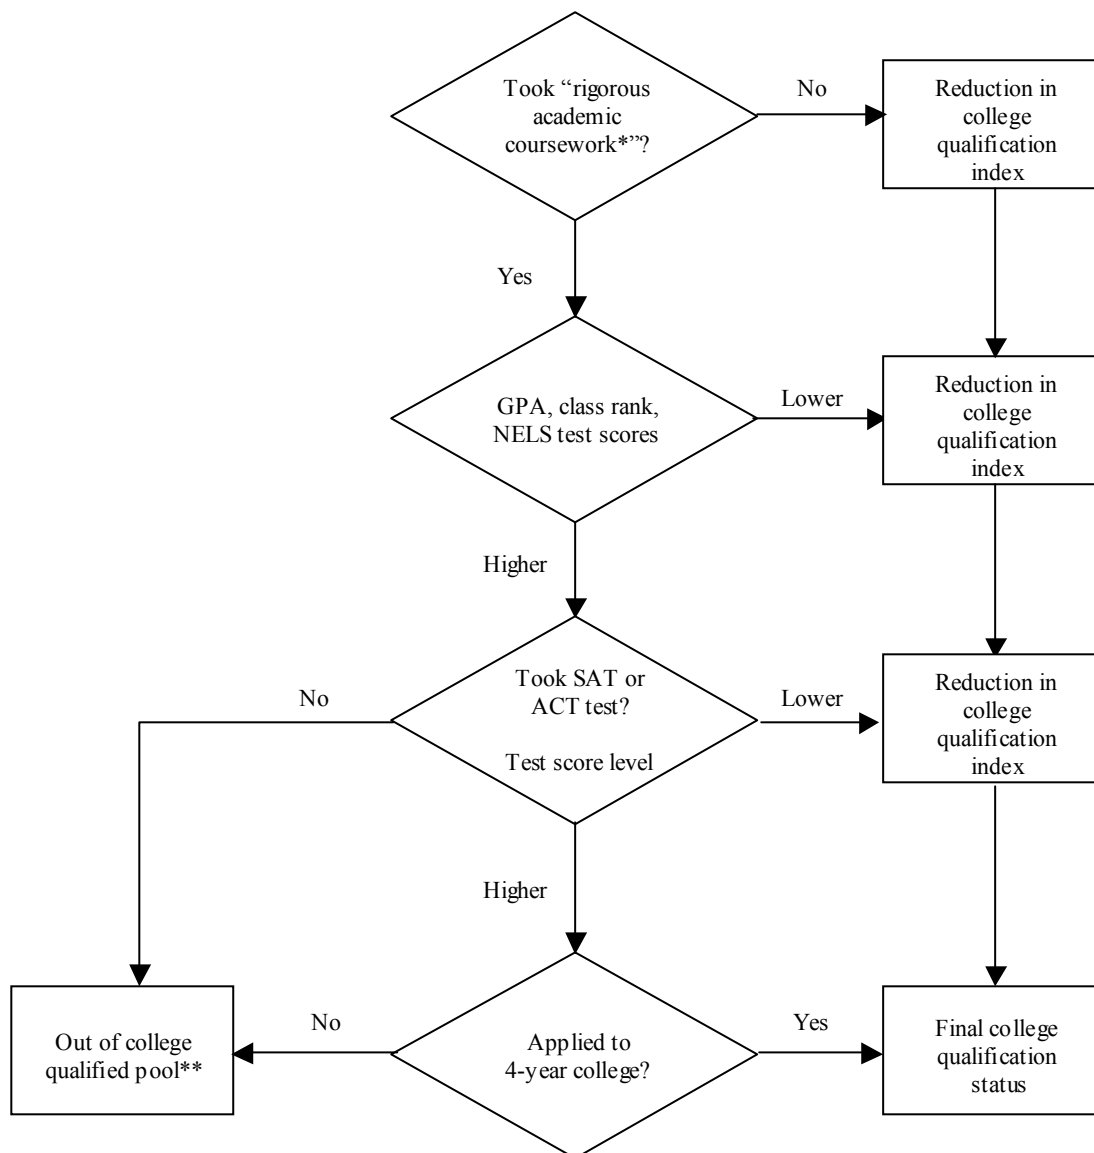 Took “rigorous
academic
coursework*”?
No
Reduction in
college
qualification
index
Yes
GPA, class rank,
NELS test scores
Lower
Reduction in
college
qualification
index
Higher
No
Took SAT or
ACT test?
Test score level
Lower
Reduction in
college
qualification
index
Higher
Out of college
qualified pool**
No
Applied to
4-year college?
Yes
Final college
qualification
status